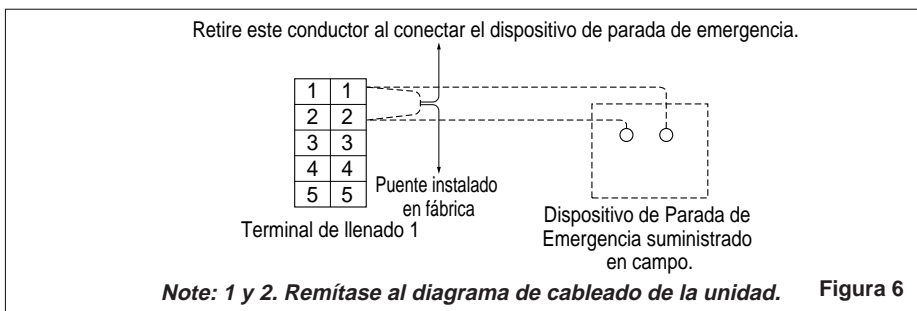 Retire este conductor al conectar el dispositivo de parada de emergencia.
1 1
2 2
3 3
4 4
5 5
Puente instalado
en fábrica
Terminal de llenado 1
Dispositivo de Parada de
Emergencia suministrado
en campo.
Note: 1 y 2. Remítase al diagrama de cableado de la unidad.
Figura 6